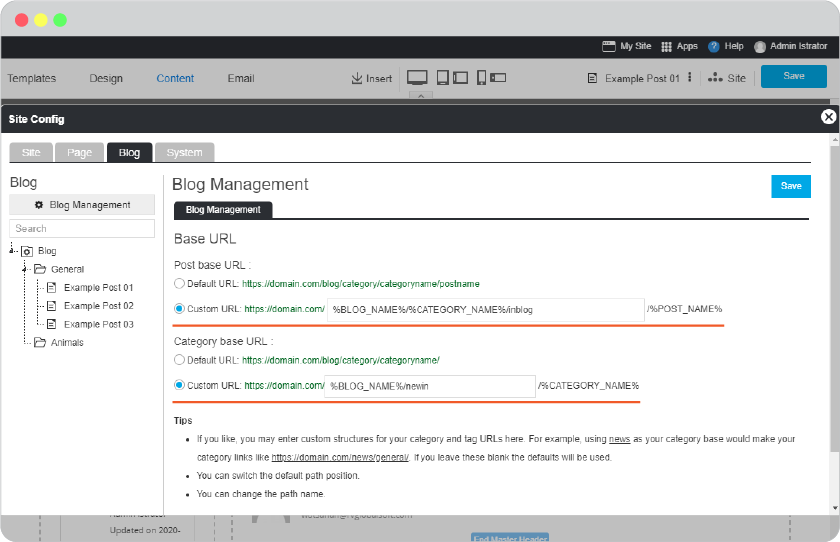 My Site Apps ? Help Admin Istrator
Templates Design Content Email Insert Example Post 01 Site Save
Site Config
Site Page Blog System
Blog
Blog Management
Search
Blog
General
Example Post 01
Example Post 02
Example Post 03
Animals
Blog Management
Save
Blog Management
Base URL
Post base URL :
Default URL: https://domain.com/blog/category/categoryname/postname
Custom URL: https://domain.com/ %BLOG_NAME%/%CATEGORY_NAME%/inblog /%POST_NAME%
Category base URL :
Default URL: https://domain.com/blog/category/categoryname/
Custom URL: https://domain.com/ %BLOG_NAME%/newin /%CATEGORY_NAME%
Tips
If you like, you may enter custom structures for your category and tag URLs here. For example, using news as your category base would make your
category links like https://domain.com/news/general/. If you leave these blank the defaults will be used.
You can switch the default path position.
You can change the path name.
Updated on 2020-
End Master Header